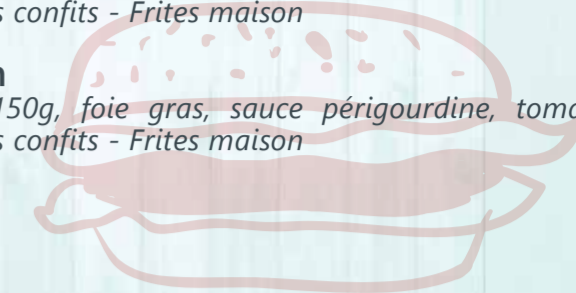 s confits - Frites maison
n
150g, foie gras, sauce périgourdine, toma
s confits - Frites maison